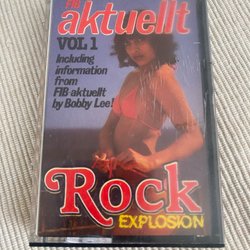 FIB
aktuellt
VOL 1
Including
information
from
FIB aktuellt
by Bobby Lee!
Rock
EXPLOSION